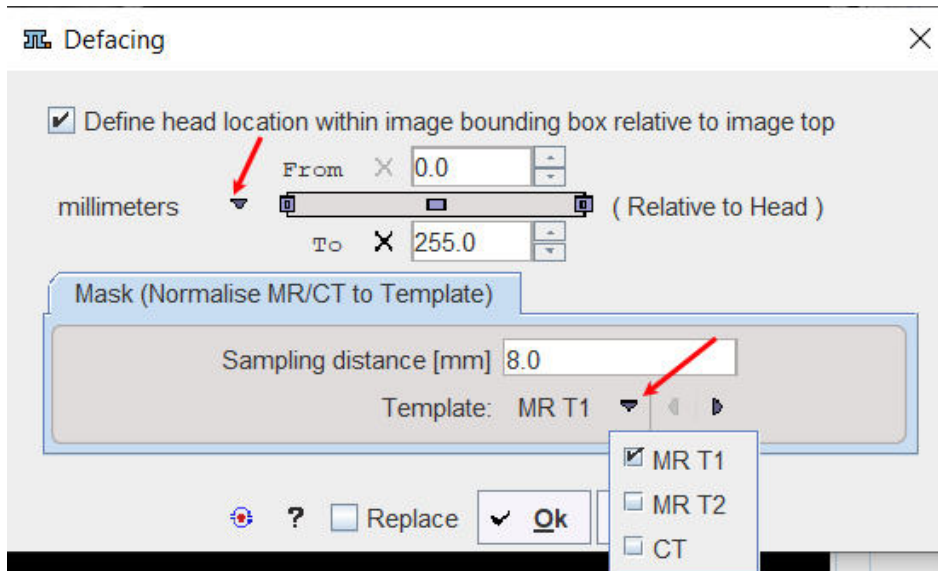 Defacing
Define head location within image bounding box relative to image top
From 0.0
millimeters ( Relative to Head )
To 255.0
Mask (Normalise MR/CT to Template)
Sampling distance [mm] 8.0
Template: MR T1
MR T1
MR T2
CT
? Replace Ok